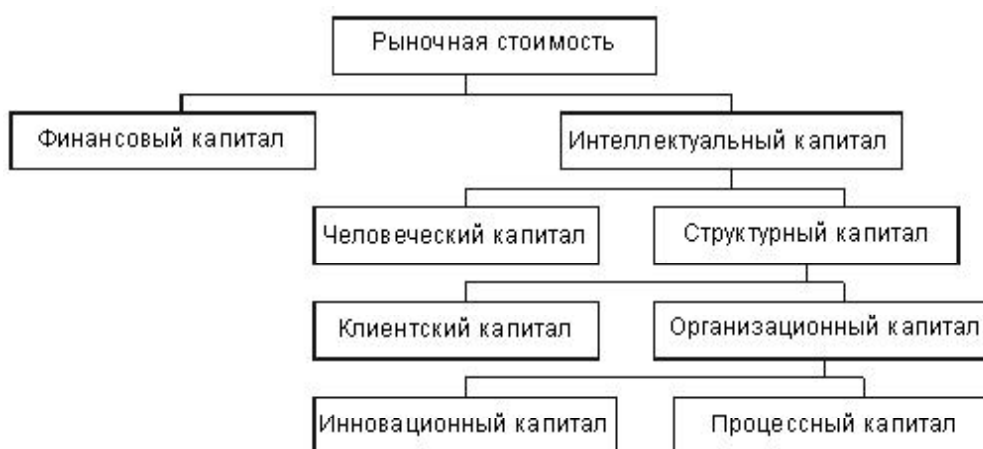 Рыночная стоимость
Финансовый капитал
Интеллектуальный капитал
Человеческий капитал
Структурный капитал
Клиентский капитал
Организационный капитал
Инновационный капитал
Процессный капитал